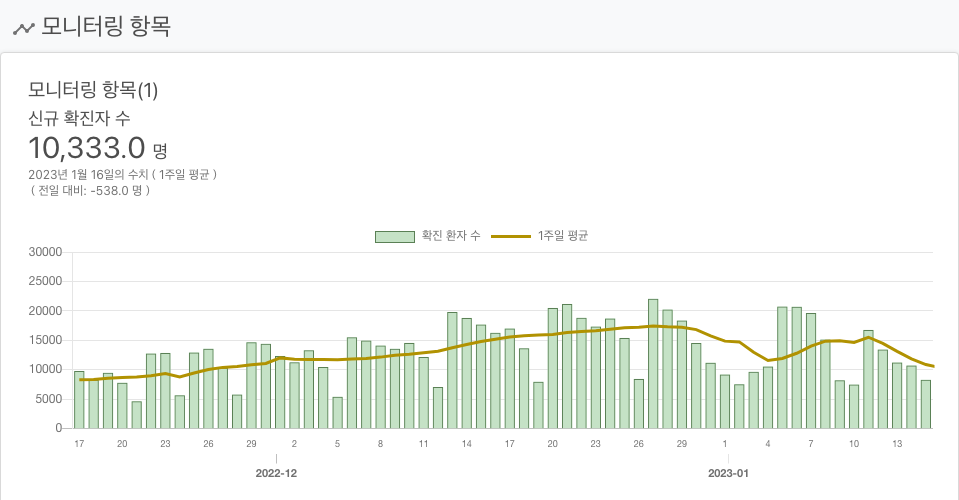 모니터링 항목
모니터링 항목(1)
신규 확진자 수
10,333.0 명
2023년 1월 16일의 수치 ( 1주일 평균 )
( 전일 대비: -538.0 명 )
확진 환자 수 1주일 평균
30000
25000
20000
15000
10000
5000
0
17 20 23 26 29 2 5 8 11 14 17 20 23 26 29 1 4 7 10 13
2022-12 2023-01